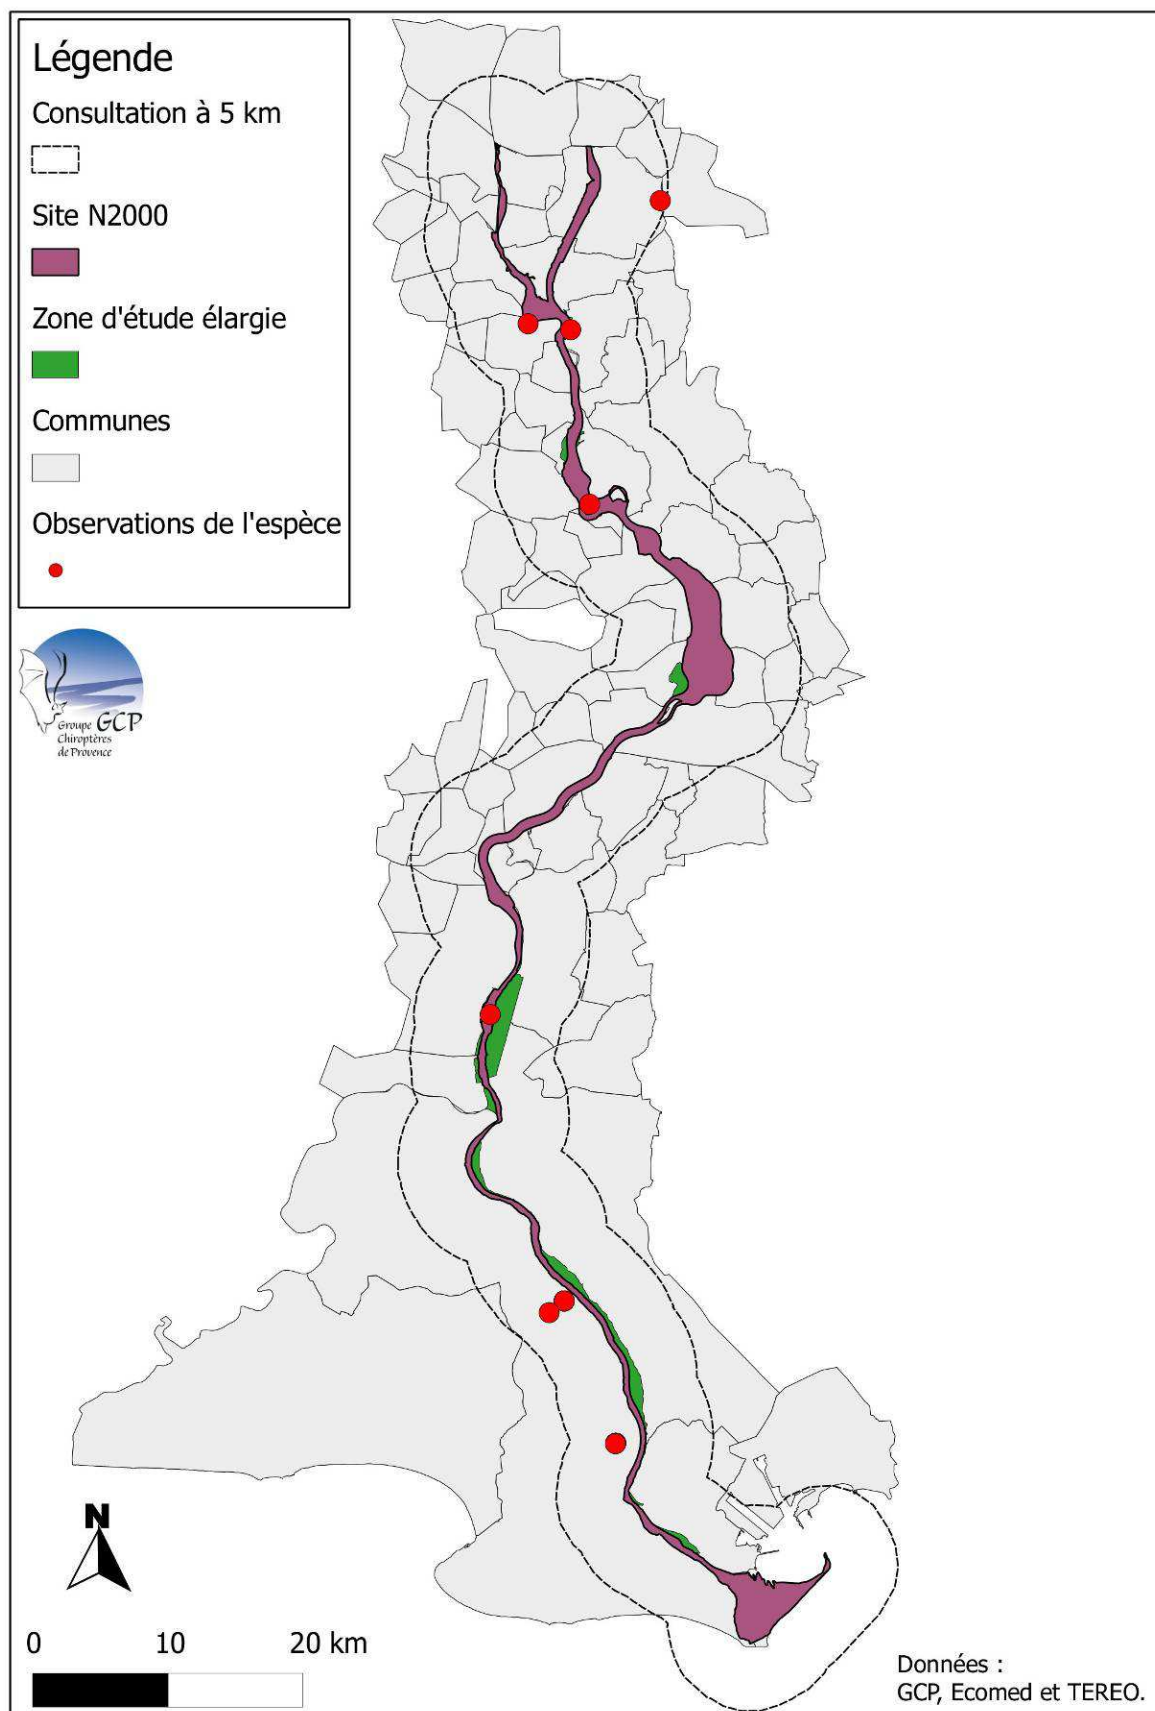 Légende
Consultation à 5 km
Site N2000
Zone d'étude élargie
Communes
Observations de l'espèce
Groupe GCP
Chiroptères
de Provence
N
0 10 20 km
Données :
GCP, Ecomed et TEREO.